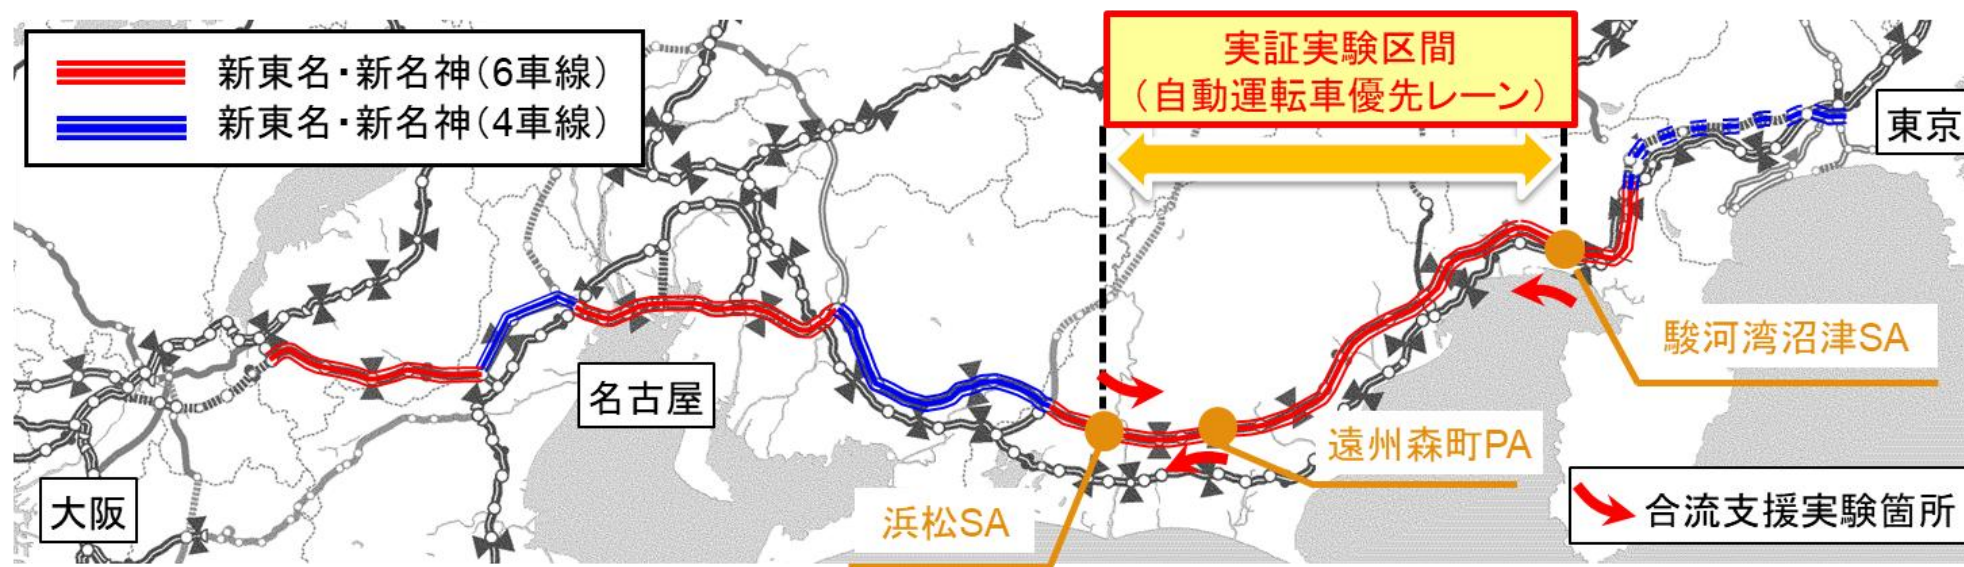 新東名・新名神(6車線)
新東名・新名神(4車線)
実証実験区間
(自動運転車優先レーン)
東京
駿河湾沼津SA
名古屋
遠州森町PA
大阪
浜松SA
合流支援実験箇所